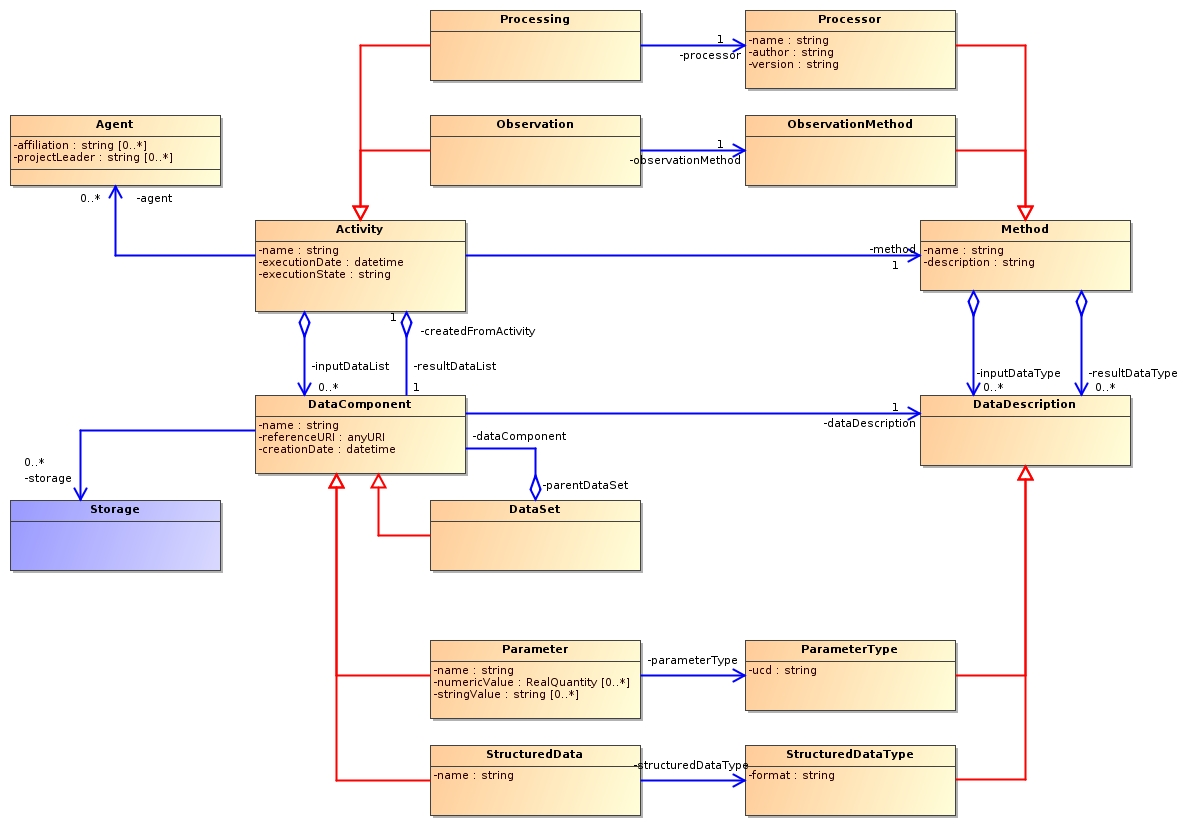 Processing
Processor
-name : string
-author : string
-version : string
1
-processor
Agent
-affiliation : string [0..*]
-projectLeader : string [0..*]
Observation
ObservationMethod
1
-observationMethod
0..*
-agent
Activity
-name : string
-executionDate : datetime
-executionState : string
-method
1
Method
-name : string
-description : string
1
-createdFromActivity
-inputDataList
0..*
-resultDataList
1
-inputDataType
0..*
-resultDataType
0..*
DataComponent
-name : string
-referenceURI : anyURI
-creationDate : datetime
1
-dataDescription
DataDescription
-dataComponent
-parentDataSet
0..*
-storage
Storage
DataSet
Parameter
-name : string
-numericValue : RealQuantity [0..*]
-stringValue : string [0..*]
-parameterType
ParameterType
-ucd : string
StructuredData
-name : string
-structuredDataType
StructuredDataType
-format : string